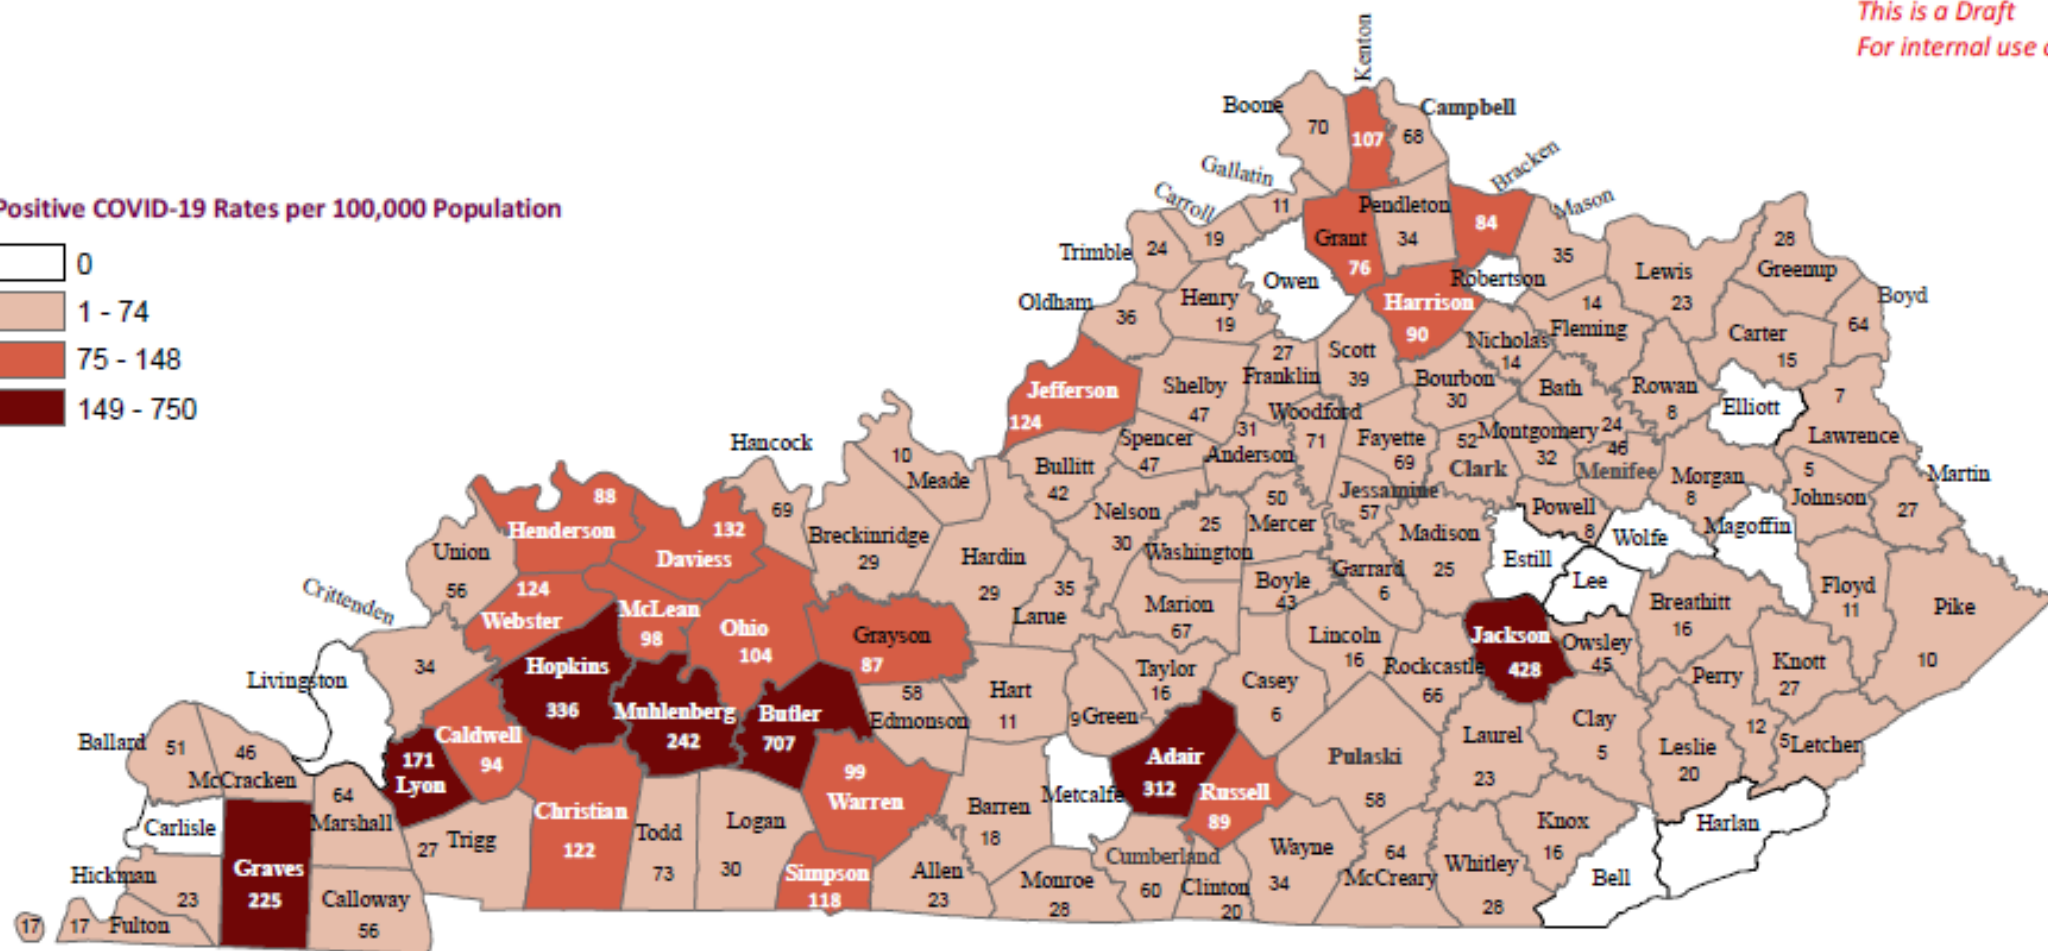 This is a Draft
For internal use
Positive COVID-19 Rates per 100,000 Population
0
1 - 74
75 - 148
149 - 750
Kenton
107
Boone
70
Campbell
68
Gallatin
11
Carroll
19
Trimble
24
Bracken
84
Mason
35
Pendleton
34
Grant
76
Owen
Robertson
Harrison
90
Lewis
23
28
Greenup
Boyd
64
Oldham
36
Henry
19
14
Fleming
Nicholas
14
Carter
15
Scott
39
27
Franklin
Jefferson
124
Shelby
47
Bourbon
30
Bath
24
Rowan
8
Elliott
7
Lawrence
Woodford
71
31
Anderson
Spencer
47
Fayette
69
52
Clark
Montgomery
32
46
Menifee
Morgan
8
5
Johnson
Martin
27
Bullitt
42
Hancock
69
10
Meade
Jessamine
57
Nelson
30
25
Washington
50
Mercer
Madison
25
Powell
8
Wolfe
Magoffin
Estill
Lee
88
Henderson
132
Daviess
Union
56
Breckinridge
29
Hardin
29
35
Larue
Boyle
43
Garrard
6
Marion
67
Breathitt
16
Floyd
11
Pike
10
Crittenden
34
124
Webster
McLean
98
Ohio
104
Grayson
87
Lincoln
16
Rockcastle
66
Jackson
428
Owsley
45
Perry
12
Knott
27
Livingston
Hopkins
336
Muhlenberg
242
Butler
707
58
Edmonson
Hart
11
9
Green
Taylor
16
Casey
6
Caldwell
94
Ballard
51
46
McCracken
171
Lyon
99
Warren
Adair
312
Russell
89
Pulaski
58
Laurel
23
Clay
5
Leslie
20
5
Letcher
Carlisle
64
Marshall
27
Trigg
Christian
122
Todd
73
Logan
30
Barren
18
Metcalfe
Harlan
Knox
16
Bell
Hickman
23
Graves
225
Calloway
56
Simpson
118
Allen
23
Monroe
28
Cumberland
60
Clinton
20
Wayne
34
64
McCreary
Whitley
28
17
17
Fulton